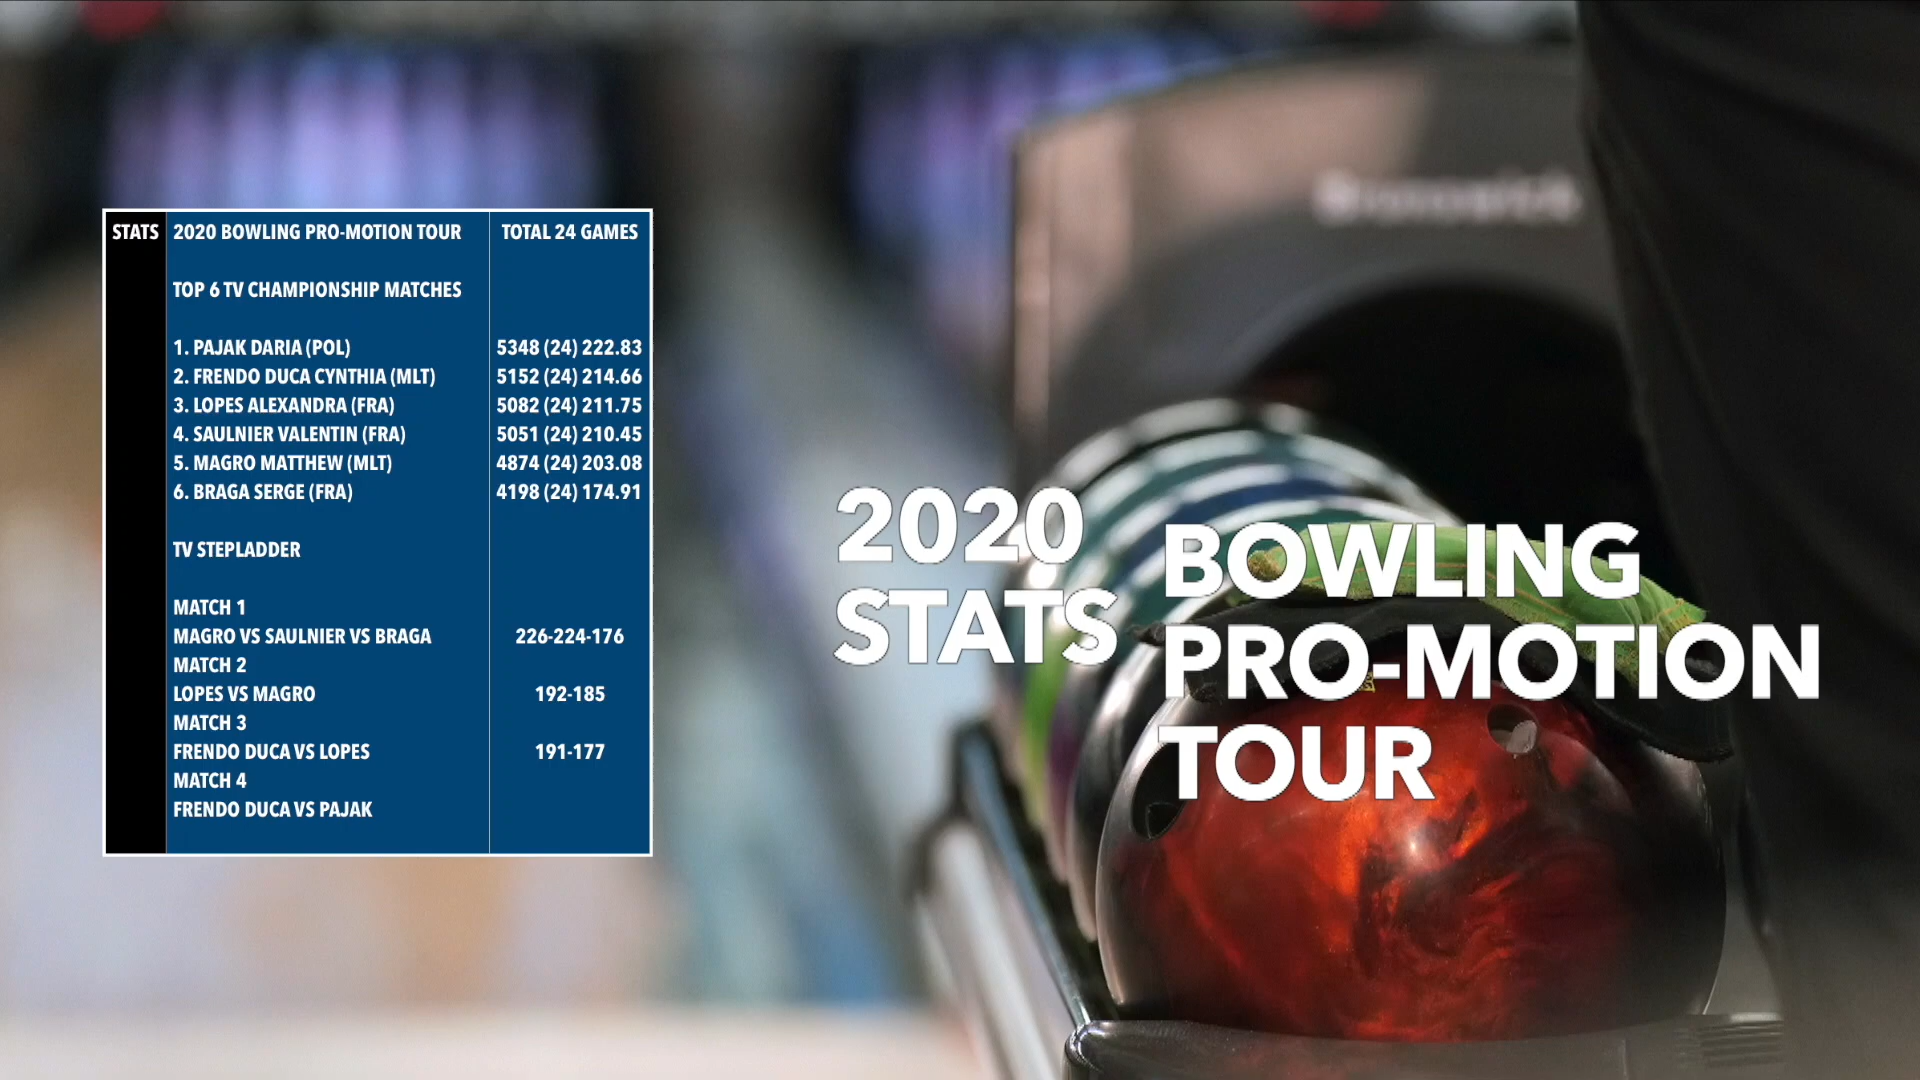 STATS 2020 BOWLING PRO-MOTION TOUR TOTAL 24 GAMES
TOP 6 TV CHAMPIONSHIP MATCHES
1. PAJAK DARIA (POL) 5348 (24) 222.83
2. FRENDO DUCA CYNTHIA (MLT) 5152 (24) 214.66
3. LOPES ALEXANDRA (FRA) 5082 (24) 211.75
4. SAULNIER VALENTIN (FRA) 5051 (24) 210.45
5. MAGRO MATTHEW (MLT) 4874 (24) 203.08
6. BRAGA SERGE (FRA) 4198 (24) 174.91
TV STEPLADDER
MATCH 1
MAGRO VS SAULNIER VS BRAGA 226-224-176
MATCH 2
LOPES VS MAGRO 192-185
MATCH 3
FRENDO DUCA VS LOPES 191-177
MATCH 4
FRENDO DUCA VS PAJAK
2020
STATS
BOWLING
PRO-MOTION
TOUR
Brunswick